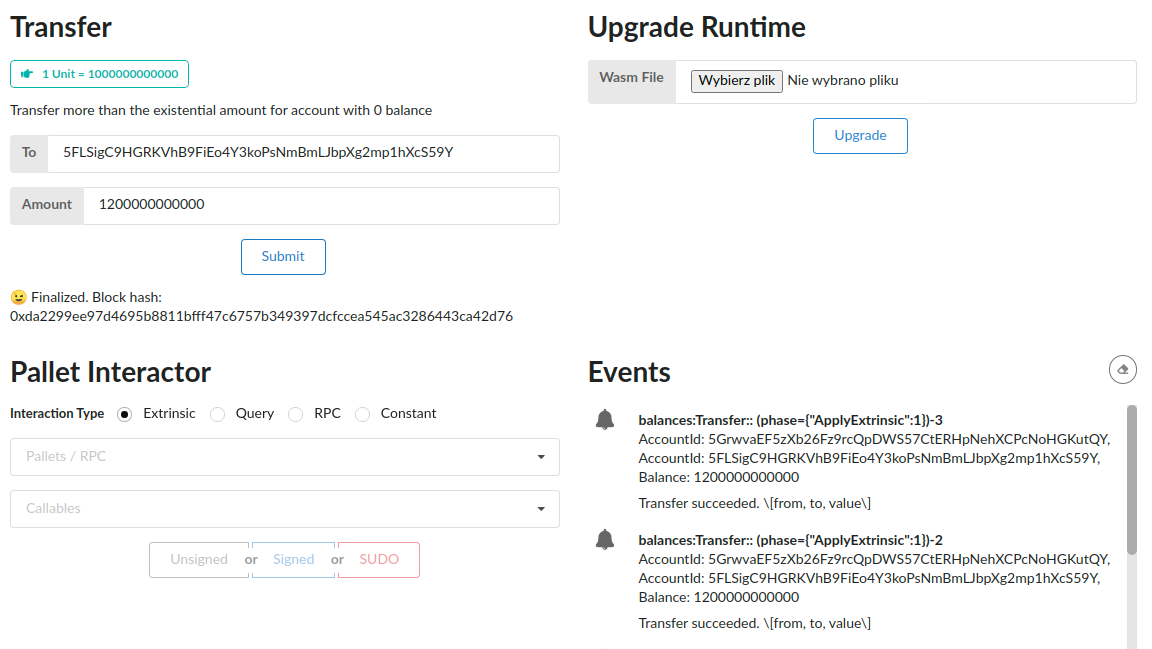 Transfer
1 Unit = 1000000000000
Transfer more than the existential amount for account with 0 balance
To 5FLSigC9HGRKVhB9FiEo4Y3koPsNmBmLJbpXg2mp1hXcS59Y
Amount 1200000000000
Submit
😉 Finalized. Block hash:
0xda2299ee97d4695b8811bfff47c6757b349397dcfccea545ac3286443ca42d76
Upgrade Runtime
Wasm File Wybierz plik Nie wybrano pliku
Upgrade
Pallet Interactor
Interaction Type Extrinsic Query RPC Constant
Pallets / RPC
Callables
Unsigned or Signed or SUDO
Events
balances:Transfer:: (phase={"ApplyExtrinsic":1})-3
AccountId: 5GrwvaEF5zXb26Fz9rcQpDWS57CtERHpNehXCPcNoHGKutQY,
AccountId: 5FLSigC9HGRKVhB9FiEo4Y3koPsNmBmLJbpXg2mp1hXcS59Y,
Balance: 1200000000000
Transfer succeeded. \[from, to, value\]
balances:Transfer:: (phase={"ApplyExtrinsic":1})-2
AccountId: 5GrwvaEF5zXb26Fz9rcQpDWS57CtERHpNehXCPcNoHGKutQY,
AccountId: 5FLSigC9HGRKVhB9FiEo4Y3koPsNmBmLJbpXg2mp1hXcS59Y,
Balance: 1200000000000
Transfer succeeded. \[from, to, value\]